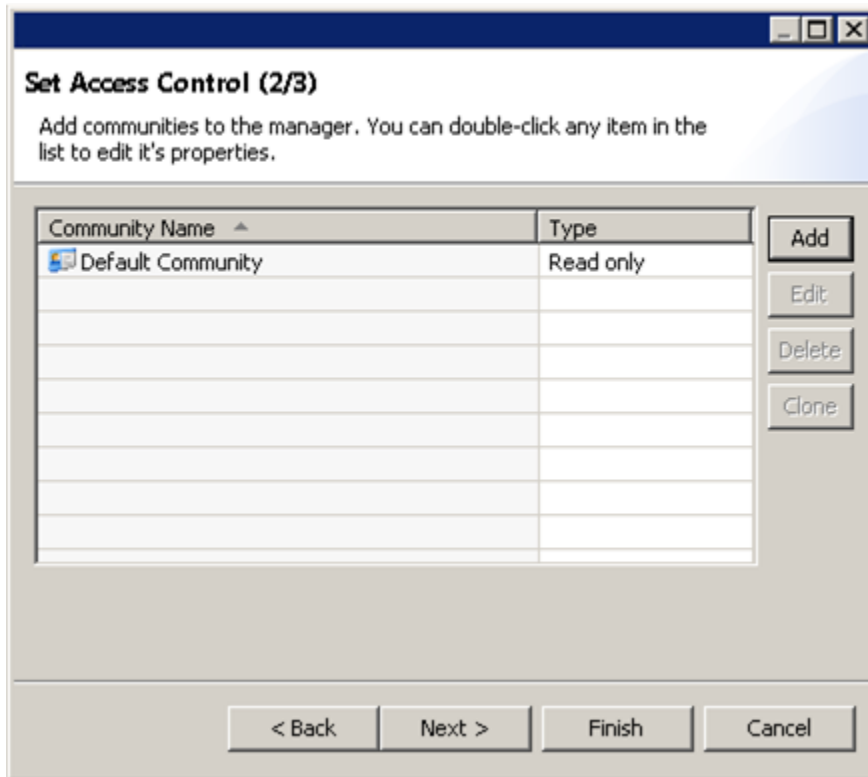 Set Access Control (2/3)
Add communities to the manager. You can double-click any item in the
list to edit it's properties.
Community Name Type
Default Community Read only
Add
Edit
Delete
Clone
< Back Next > Finish Cancel